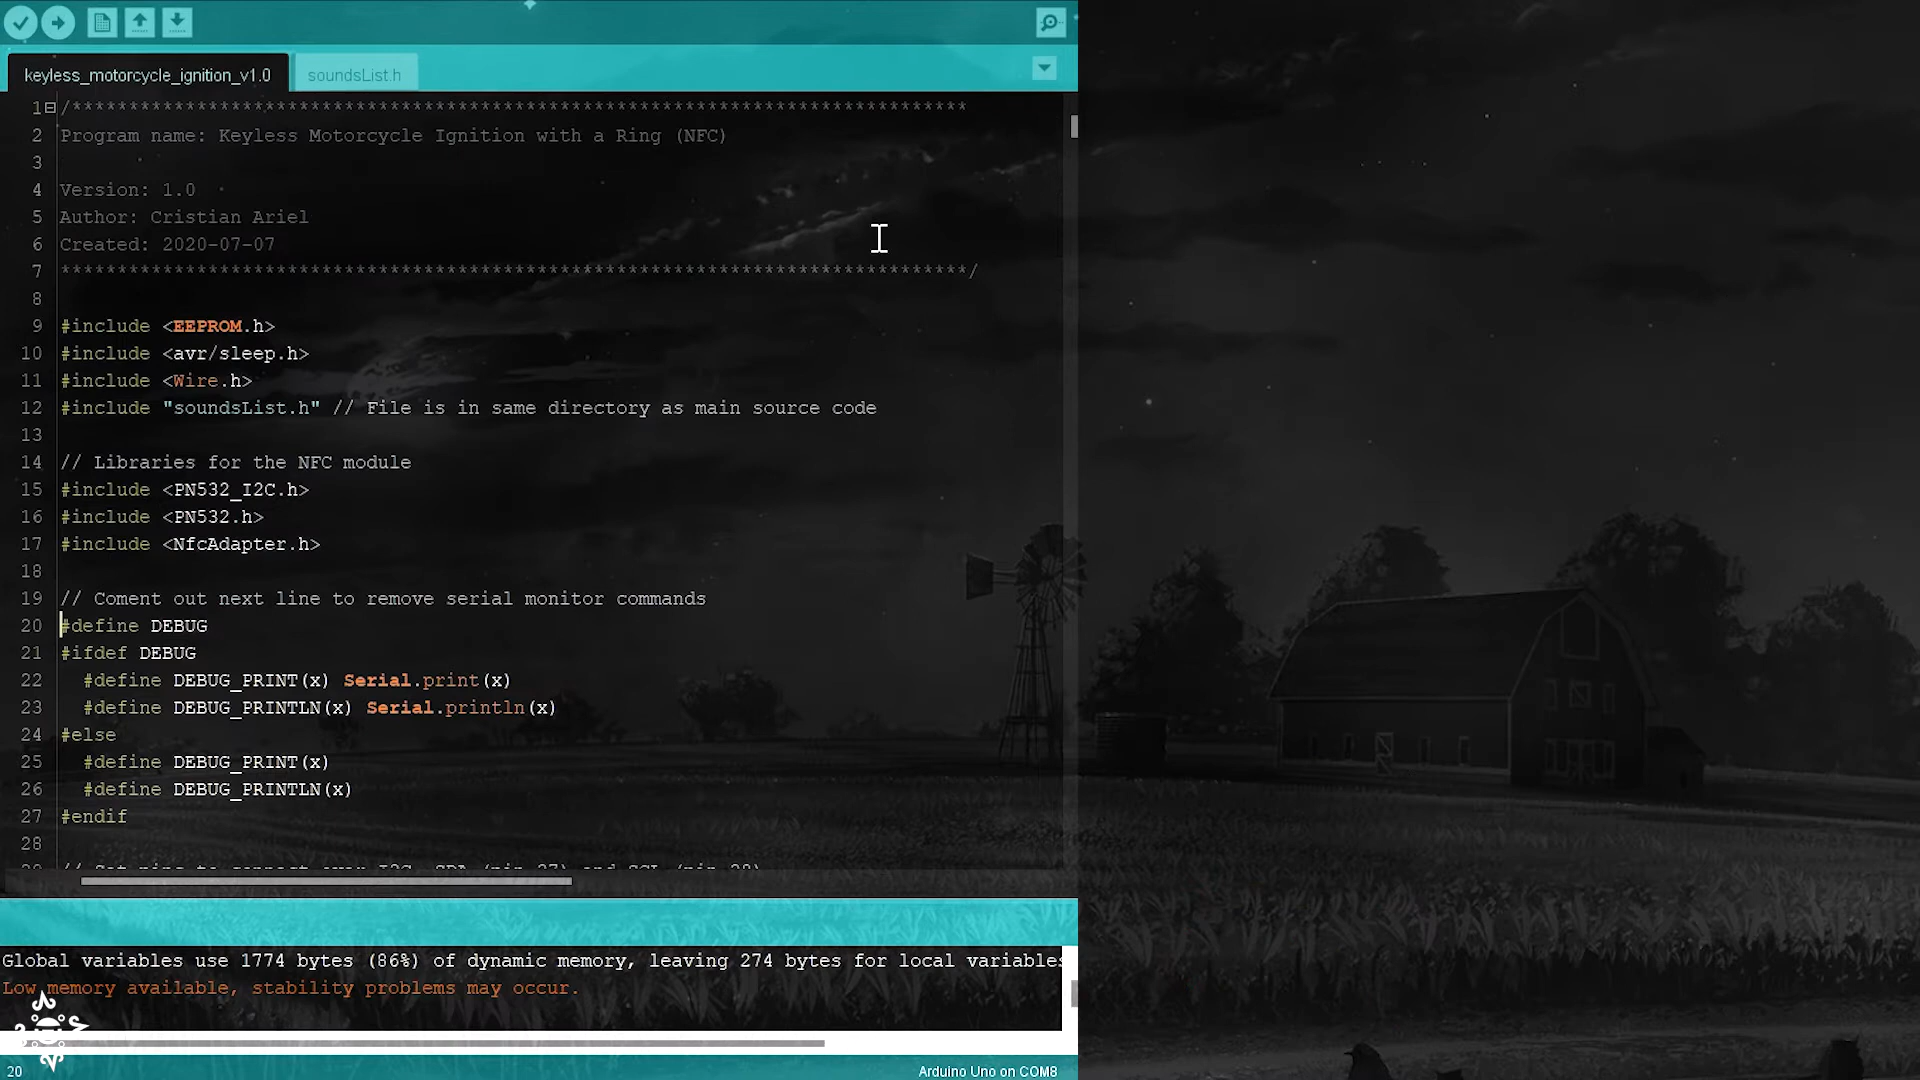 keyless_motorcycle_ignition_v1.0
soundsList.h
1 /********************************************************************************
2 Program name: Keyless Motorcycle Ignition with a Ring (NFC)
3
4 Version: 1.0
5 Author: Cristian Ariel
6 Created: 2020-07-07
7 ********************************************************************************/
8
9 #include <EEPROM.h>
10 #include <avr/sleep.h>
11 #include <Wire.h>
12 #include "soundsList.h" // File is in same directory as main source code
13
14 // Libraries for the NFC module
15 #include <PN532_I2C.h>
16 #include <PN532.h>
17 #include <NfcAdapter.h>
18
19 // Coment out next line to remove serial monitor commands
20 #define DEBUG
21 #ifdef DEBUG
22 #define DEBUG_PRINT(x) Serial.print(x)
23 #define DEBUG_PRINTLN(x) Serial.println(x)
24 #else
25 #define DEBUG_PRINT(x)
26 #define DEBUG_PRINTLN(x)
27 #endif
28
Global variables use 1774 bytes (86%) of dynamic memory, leaving 274 bytes for local variables
Low memory available, stability problems may occur.
20
Arduino Uno on COM8